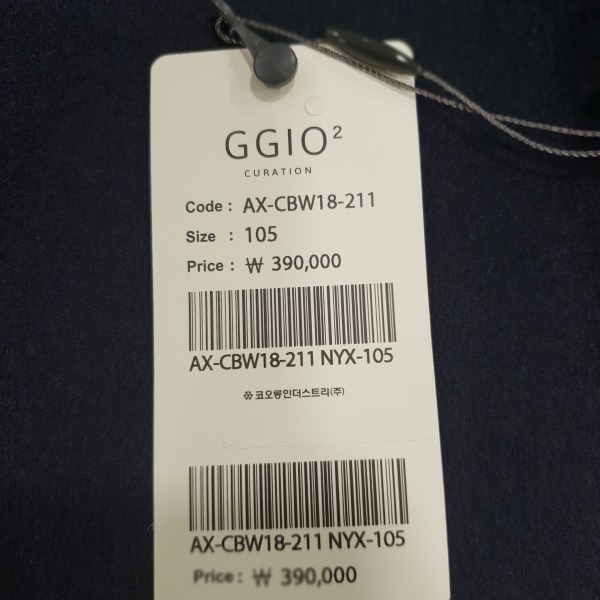 GGIO²
CURATION
Code : AX-CBW18-211
Size : 105
Price : ₩ 390,000
AX-CBW18-211 NYX-105
코오롱인더스트리(주)
AX-CBW18-211 NYX-105
Price : ₩ 390,000